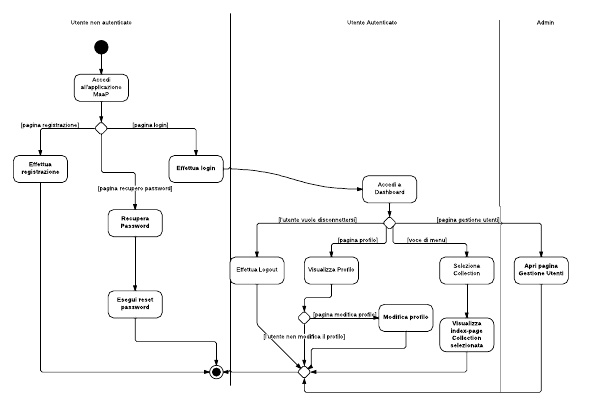 Utente non autenticato
Utente Autenticato
Admin
Accedi
all'applicazione
MaaP
[pagina registrazione]
[pagina login]
Effettua
registrazione
Effettua login
[pagina recupero password]
Accedi a
Dashboard
Recupera
Password
[l'utente vuole disconnettersi]
[pagina gestione utenti]
[pagina profilo]
[voce di menù]
Effettua Logout
Visualizza Profilo
Seleziona
Collection
Apri pagina
Gestione Utenti
Esegui reset
password
[pagina modifica profilo]
Modifica profilo
Visualizza
index-page
Collection
selezionata
[l'utente non modifica il profilo]